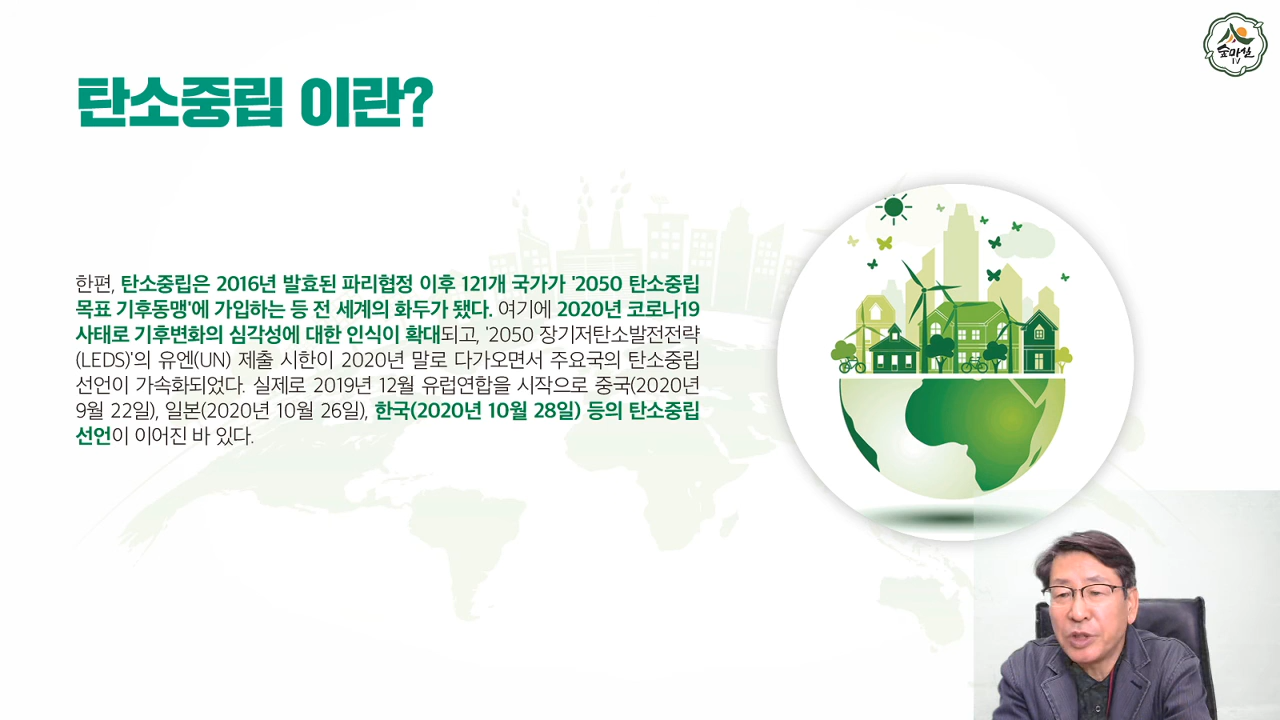 숲마실
TV
탄소중립 이란?
한편, 탄소중립은 2016년 발효된 파리협정 이후 121개 국가가 '2050 탄소중립
목표 기후동맹'에 가입하는 등 전 세계의 화두가 됐다. 여기에 2020년 코로나19
사태로 기후변화의 심각성에 대한 인식이 확대되고, '2050 장기저탄소발전전략
(LEDS)'의 유엔(UN) 제출 시한이 2020년 말로 다가오면서 주요국의 탄소중립
선언이 가속화되었다. 실제로 2019년 12월 유럽연합을 시작으로 중국(2020년
9월 22일), 일본(2020년 10월 26일), 한국(2020년 10월 28일) 등의 탄소중립
선언이 이어진 바 있다.